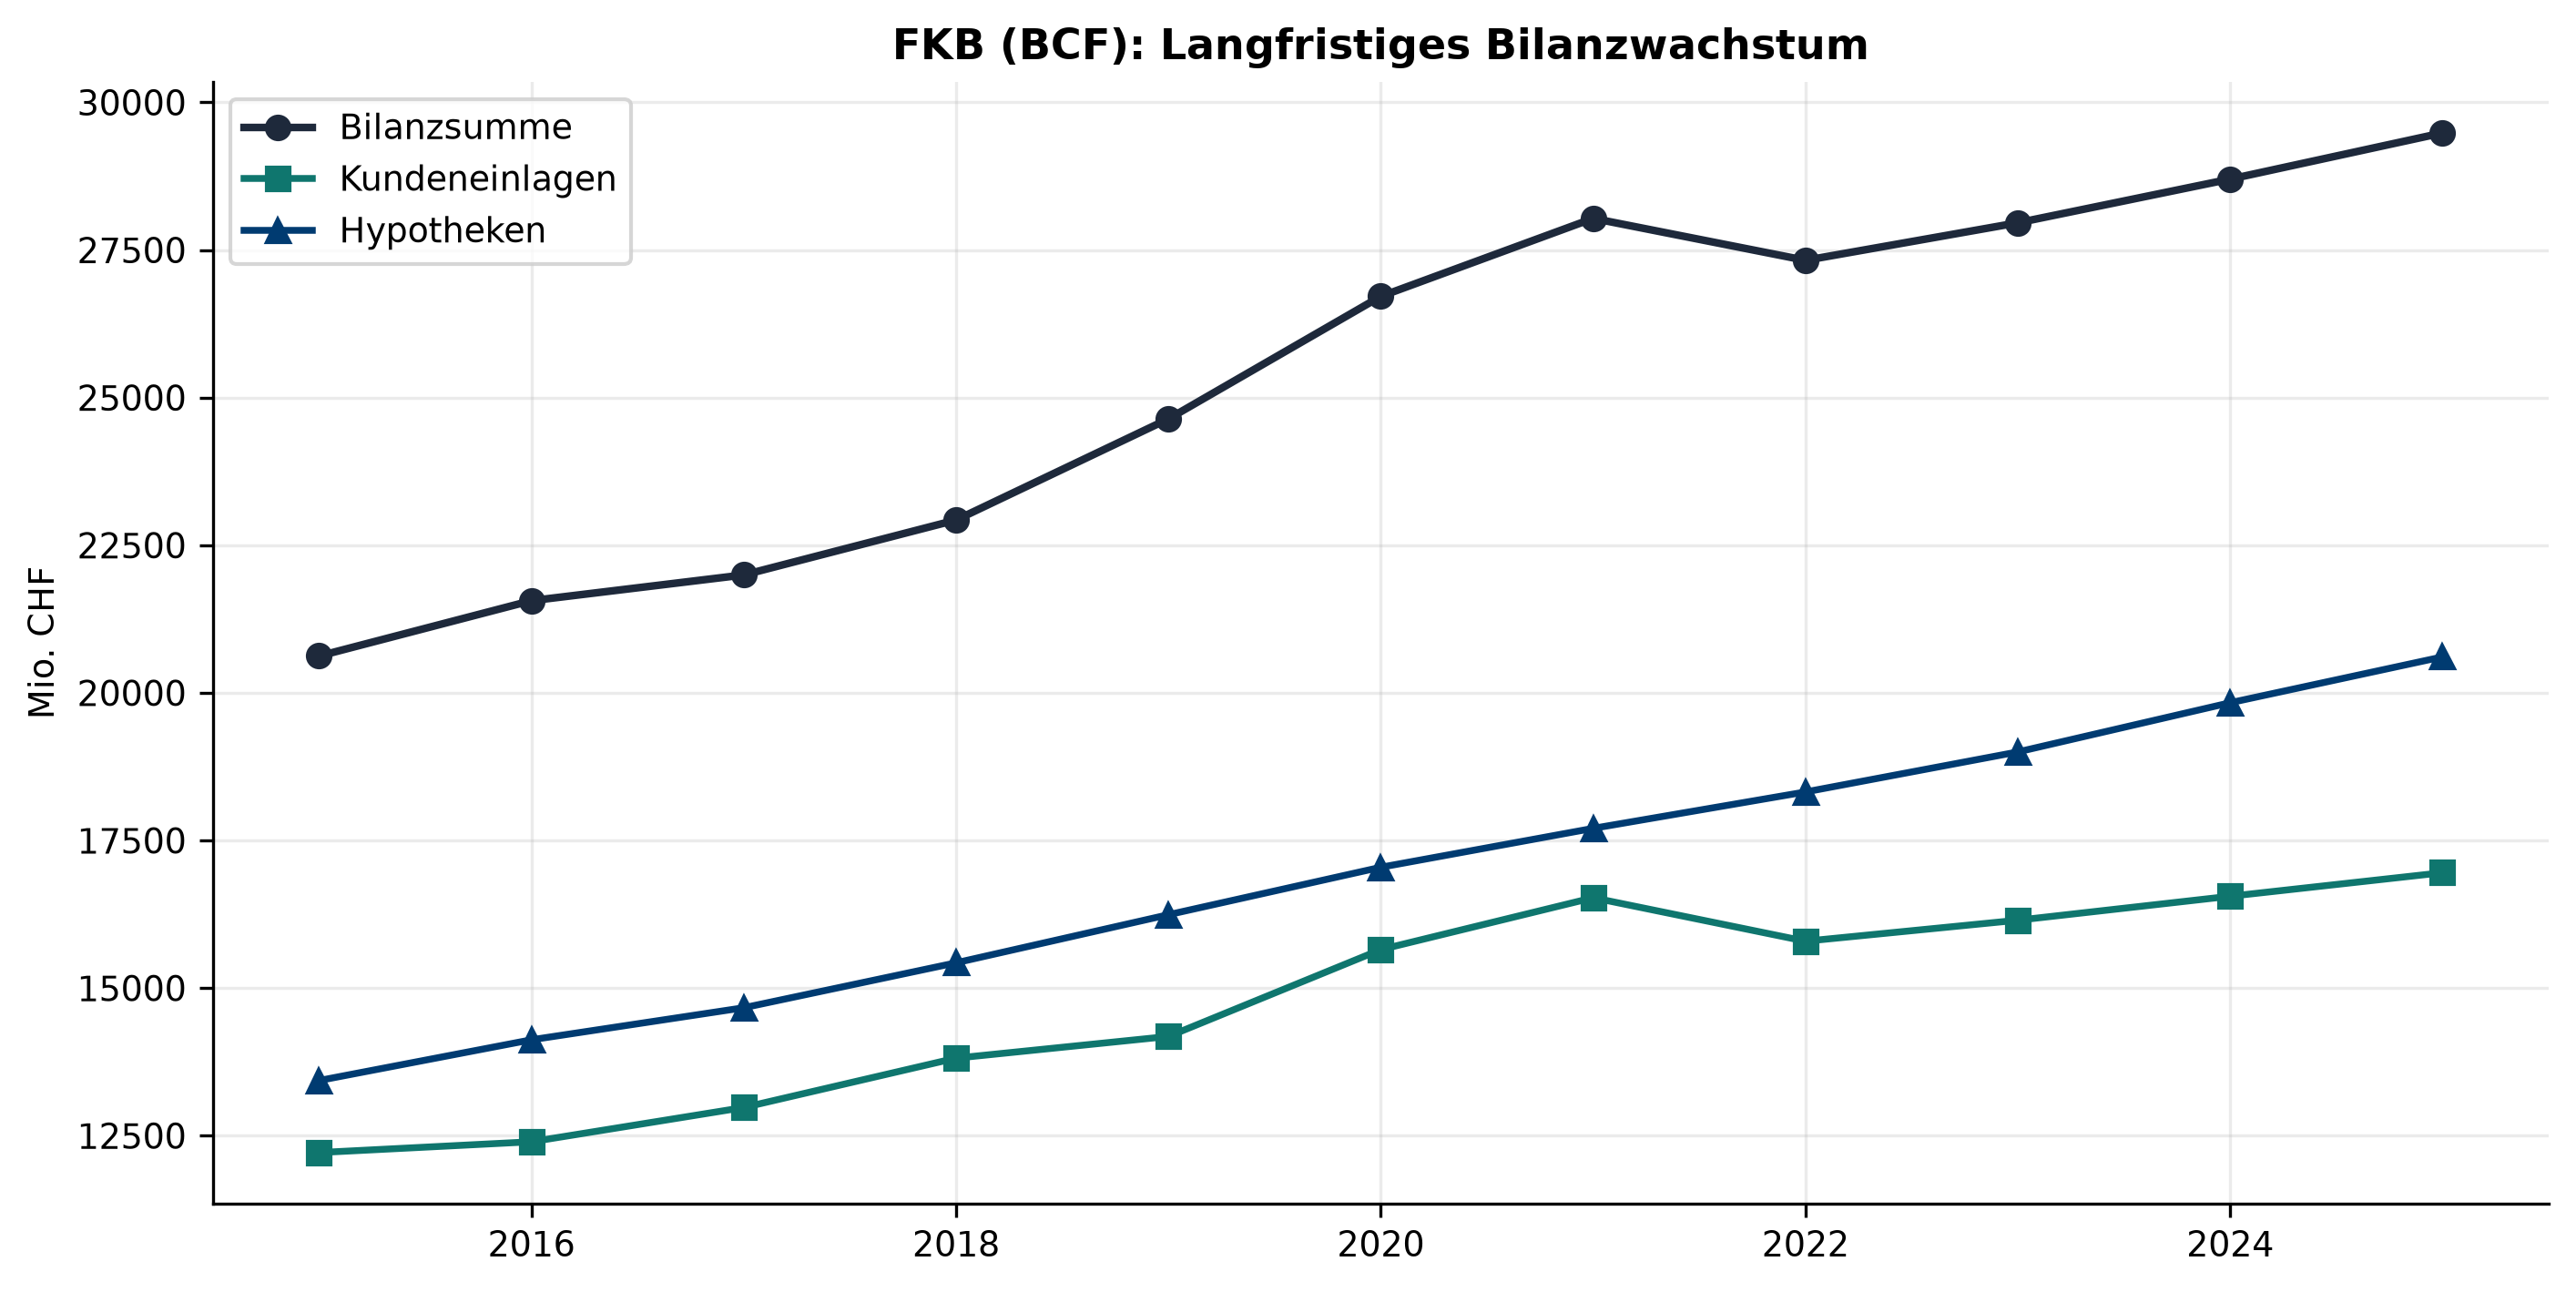 FKB (BCF): Langfristiges Bilanzwachstum
Bilanzsumme
Kundeneinlagen
Hypotheken
Mio. CHF
30000
27500
25000
22500
20000
17500
15000
12500
2016
2018
2020
2022
2024